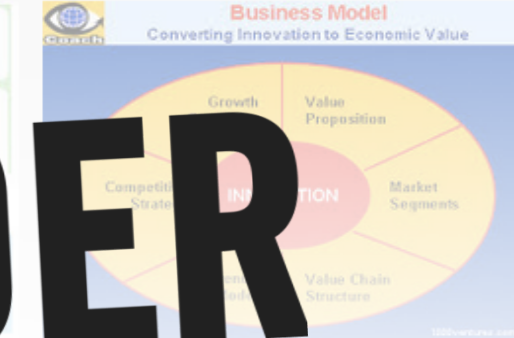 Business Model
Converting Innovation to Economic Value
Coach
Growth
Value
Proposition
Market
Segments
Value Chain
Structure
DER
1000ventures.com